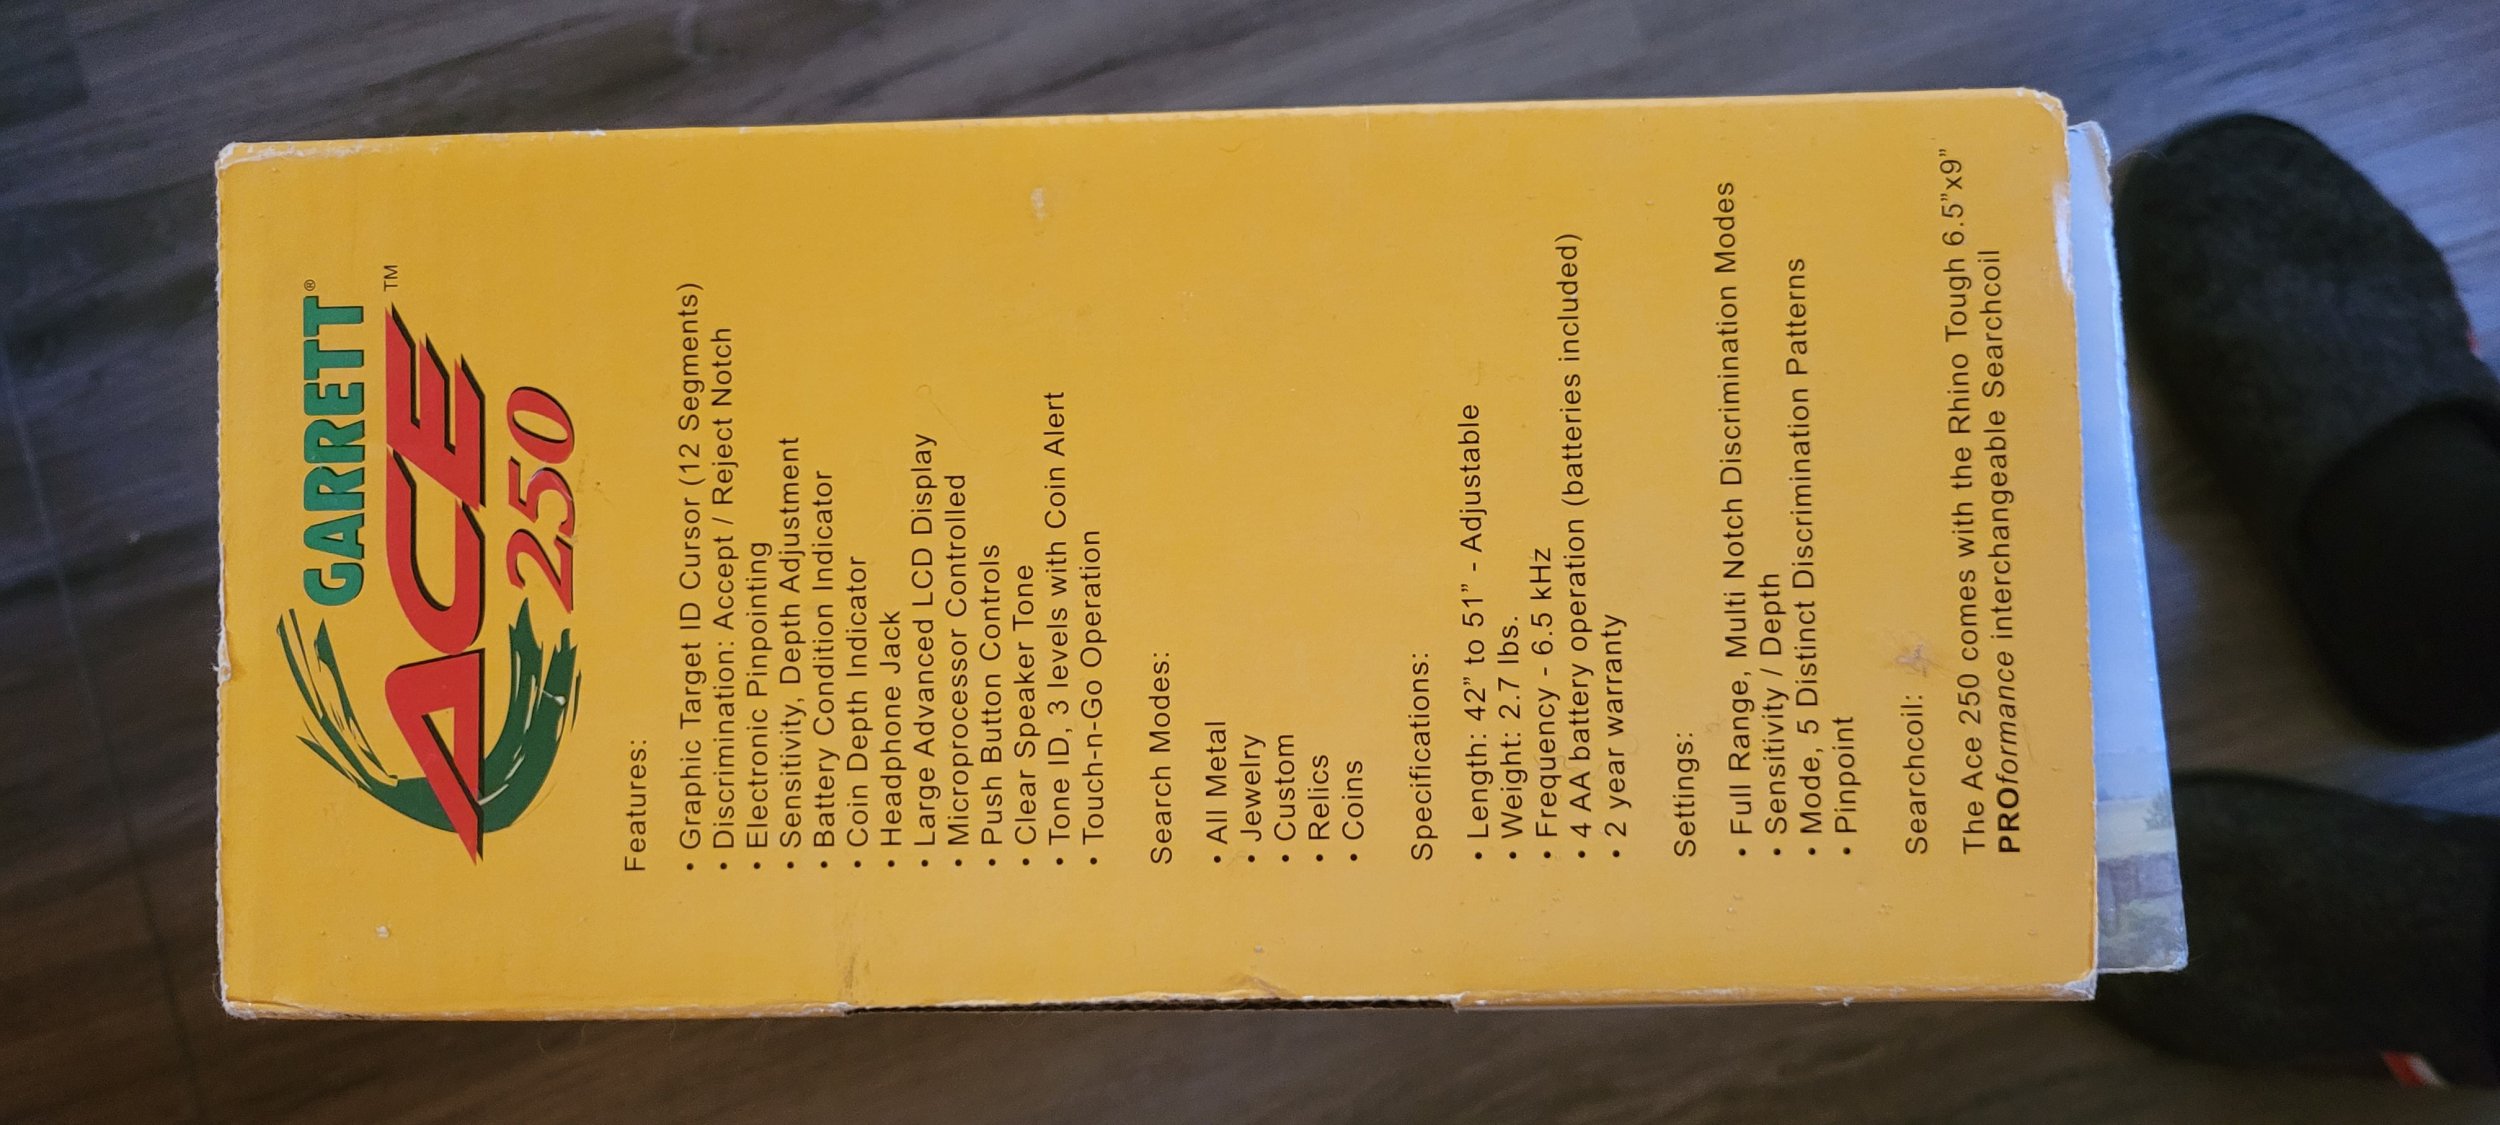 GARRETT®
ACE™
250
Features:
• Graphic Target ID Cursor (12 Segments)
• Discrimination: Accept / Reject Notch
• Electronic Pinpointing
• Sensitivity, Depth Adjustment
• Battery Condition Indicator
• Coin Depth Indicator
• Headphone Jack
• Large Advanced LCD Display
• Microprocessor Controlled
• Push Button Controls
• Clear Speaker Tone
• Tone ID, 3 levels with Coin Alert
• Touch-n-Go Operation
Search Modes:
• All Metal
• Jewelry
• Custom
• Relics
• Coins
Specifications:
• Length: 42” to 51” - Adjustable
• Weight: 2.7 lbs.
• Frequency - 6.5 kHz
• 4 AA battery operation (batteries included)
• 2 year warranty
Settings:
• Full Range, Multi Notch Discrimination Modes
• Sensitivity / Depth
• Mode, 5 Distinct Discrimination Patterns
• Pinpoint
Searchcoil:
The Ace 250 comes with the Rhino Tough 6.5”x9”
PROformance interchangeable Searchcoil